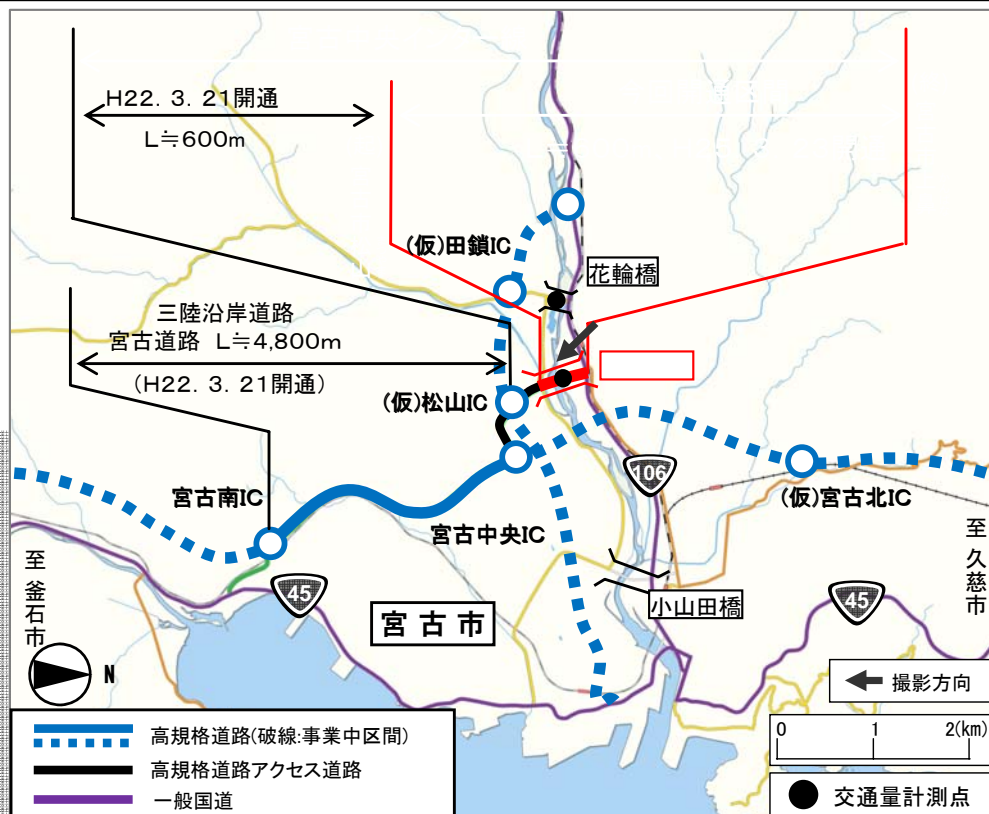 H22. 3. 21開通
L≒600m
(仮)田鎖IC
花輪橋
三陸沿岸道路
宮古道路 L≒4,800m
(H22. 3. 21開通)
(仮)松山IC
106
宮古南IC
宮古中央IC
(仮)宮古北IC
至 釜石市
至 久慈市
45
宮古市
小山田橋
45
N
撮影方向
0 1 2(km)
高規格道路(破線:事業中区間)
高規格道路アクセス道路
一般国道
交通量計測点